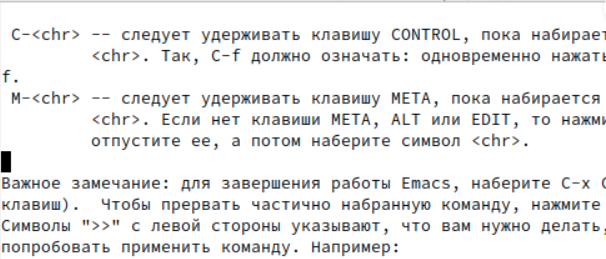 C-<chr> -- следует удерживать клавишу CONTROL, пока набирает
<chr>. Так, C-f должно означать: одновременно нажать
f.
M-<chr> -- следует удерживать клавишу META, пока набирается
<chr>. Если нет клавиши META, ALT или EDIT, то нажми
отпустите ее, а потом наберите символ <chr>.
Важное замечание: для завершения работы Emacs, наберите C-x C
клавиш).  Чтобы прервать частично набранную команду, нажмите
Символы ">>" с левой стороны указывают, что вам нужно делать,
попробовать применить команду. Например: